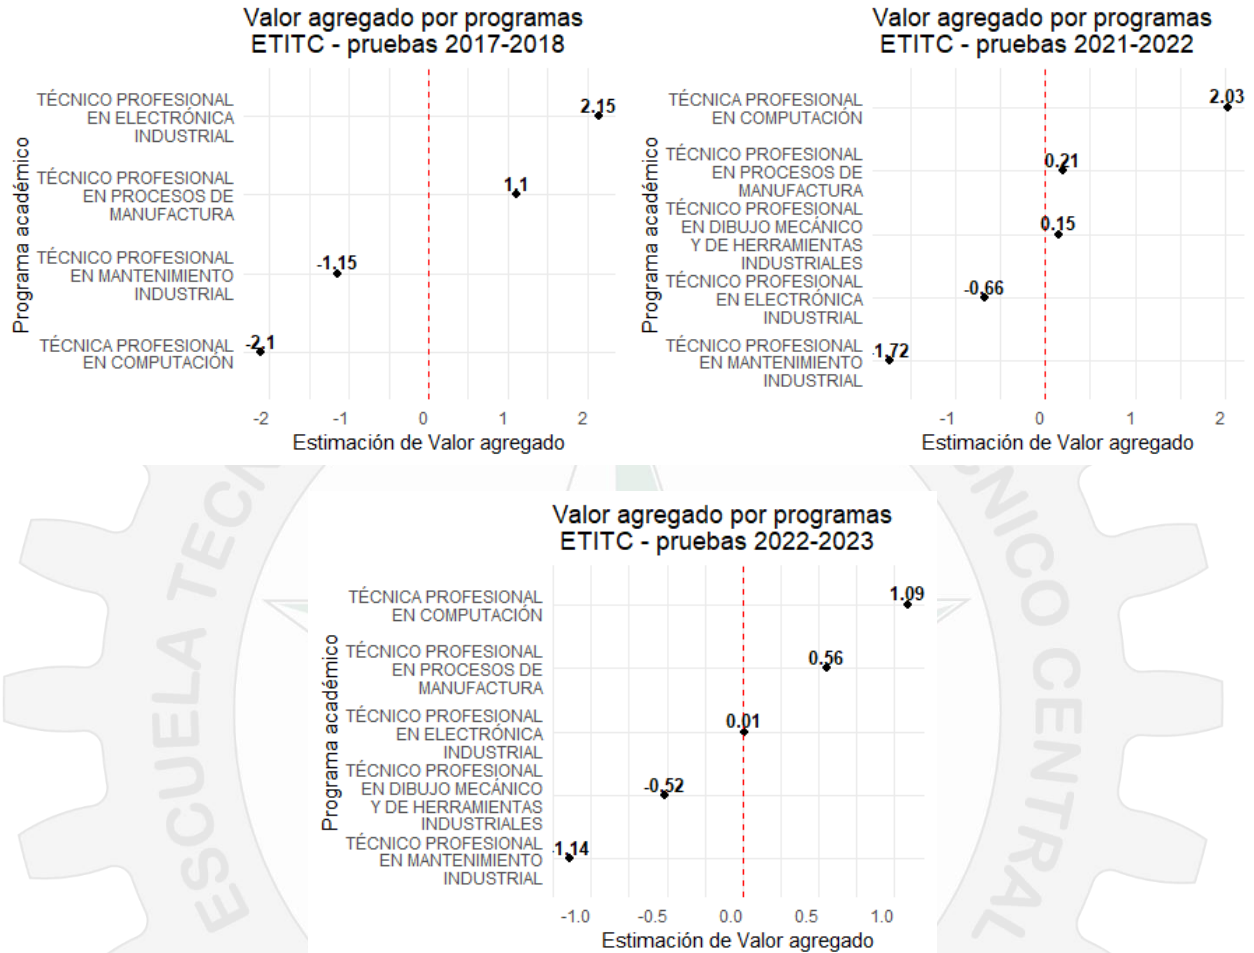 Valor agregado por programas
ETITC - pruebas 2017-2018
Programa académico
TÉCNICO PROFESIONAL
EN ELECTRÓNICA
INDUSTRIAL
2.15
TÉCNICO PROFESIONAL
EN PROCESOS DE
MANUFACTURA
1.1
TÉCNICO PROFESIONAL
EN MANTENIMIENTO
INDUSTRIAL
-1.15
TÉCNICA PROFESIONAL
EN COMPUTACIÓN
-2.1
-2 -1 0 1 2
Estimación de Valor agregado
Valor agregado por programas
ETITC - pruebas 2021-2022
Programa académico
TÉCNICA PROFESIONAL
EN COMPUTACIÓN
2.03
TÉCNICO PROFESIONAL
EN PROCESOS DE
MANUFACTURA
0.21
TÉCNICO PROFESIONAL
EN DIBUJO MECÁNICO
Y DE HERRAMIENTAS
INDUSTRIALES
0.15
TÉCNICO PROFESIONAL
EN ELECTRÓNICA
INDUSTRIAL
-0.66
TÉCNICO PROFESIONAL
EN MANTENIMIENTO
INDUSTRIAL
-1.72
-1 0 1 2
Estimación de Valor agregado
Valor agregado por programas
ETITC - pruebas 2022-2023
Programa académico
TÉCNICA PROFESIONAL
EN COMPUTACIÓN
1.09
TÉCNICO PROFESIONAL
EN PROCESOS DE
MANUFACTURA
0.56
TÉCNICO PROFESIONAL
EN ELECTRÓNICA
INDUSTRIAL
0.01
TÉCNICO PROFESIONAL
EN DIBUJO MECÁNICO
Y DE HERRAMIENTAS
INDUSTRIALES
-0.52
TÉCNICO PROFESIONAL
EN MANTENIMIENTO
INDUSTRIAL
-1.14
-1.0 -0.5 0.0 0.5 1.0
Estimación de Valor agregado
ESCUELA TECN
NICO CENTRAL